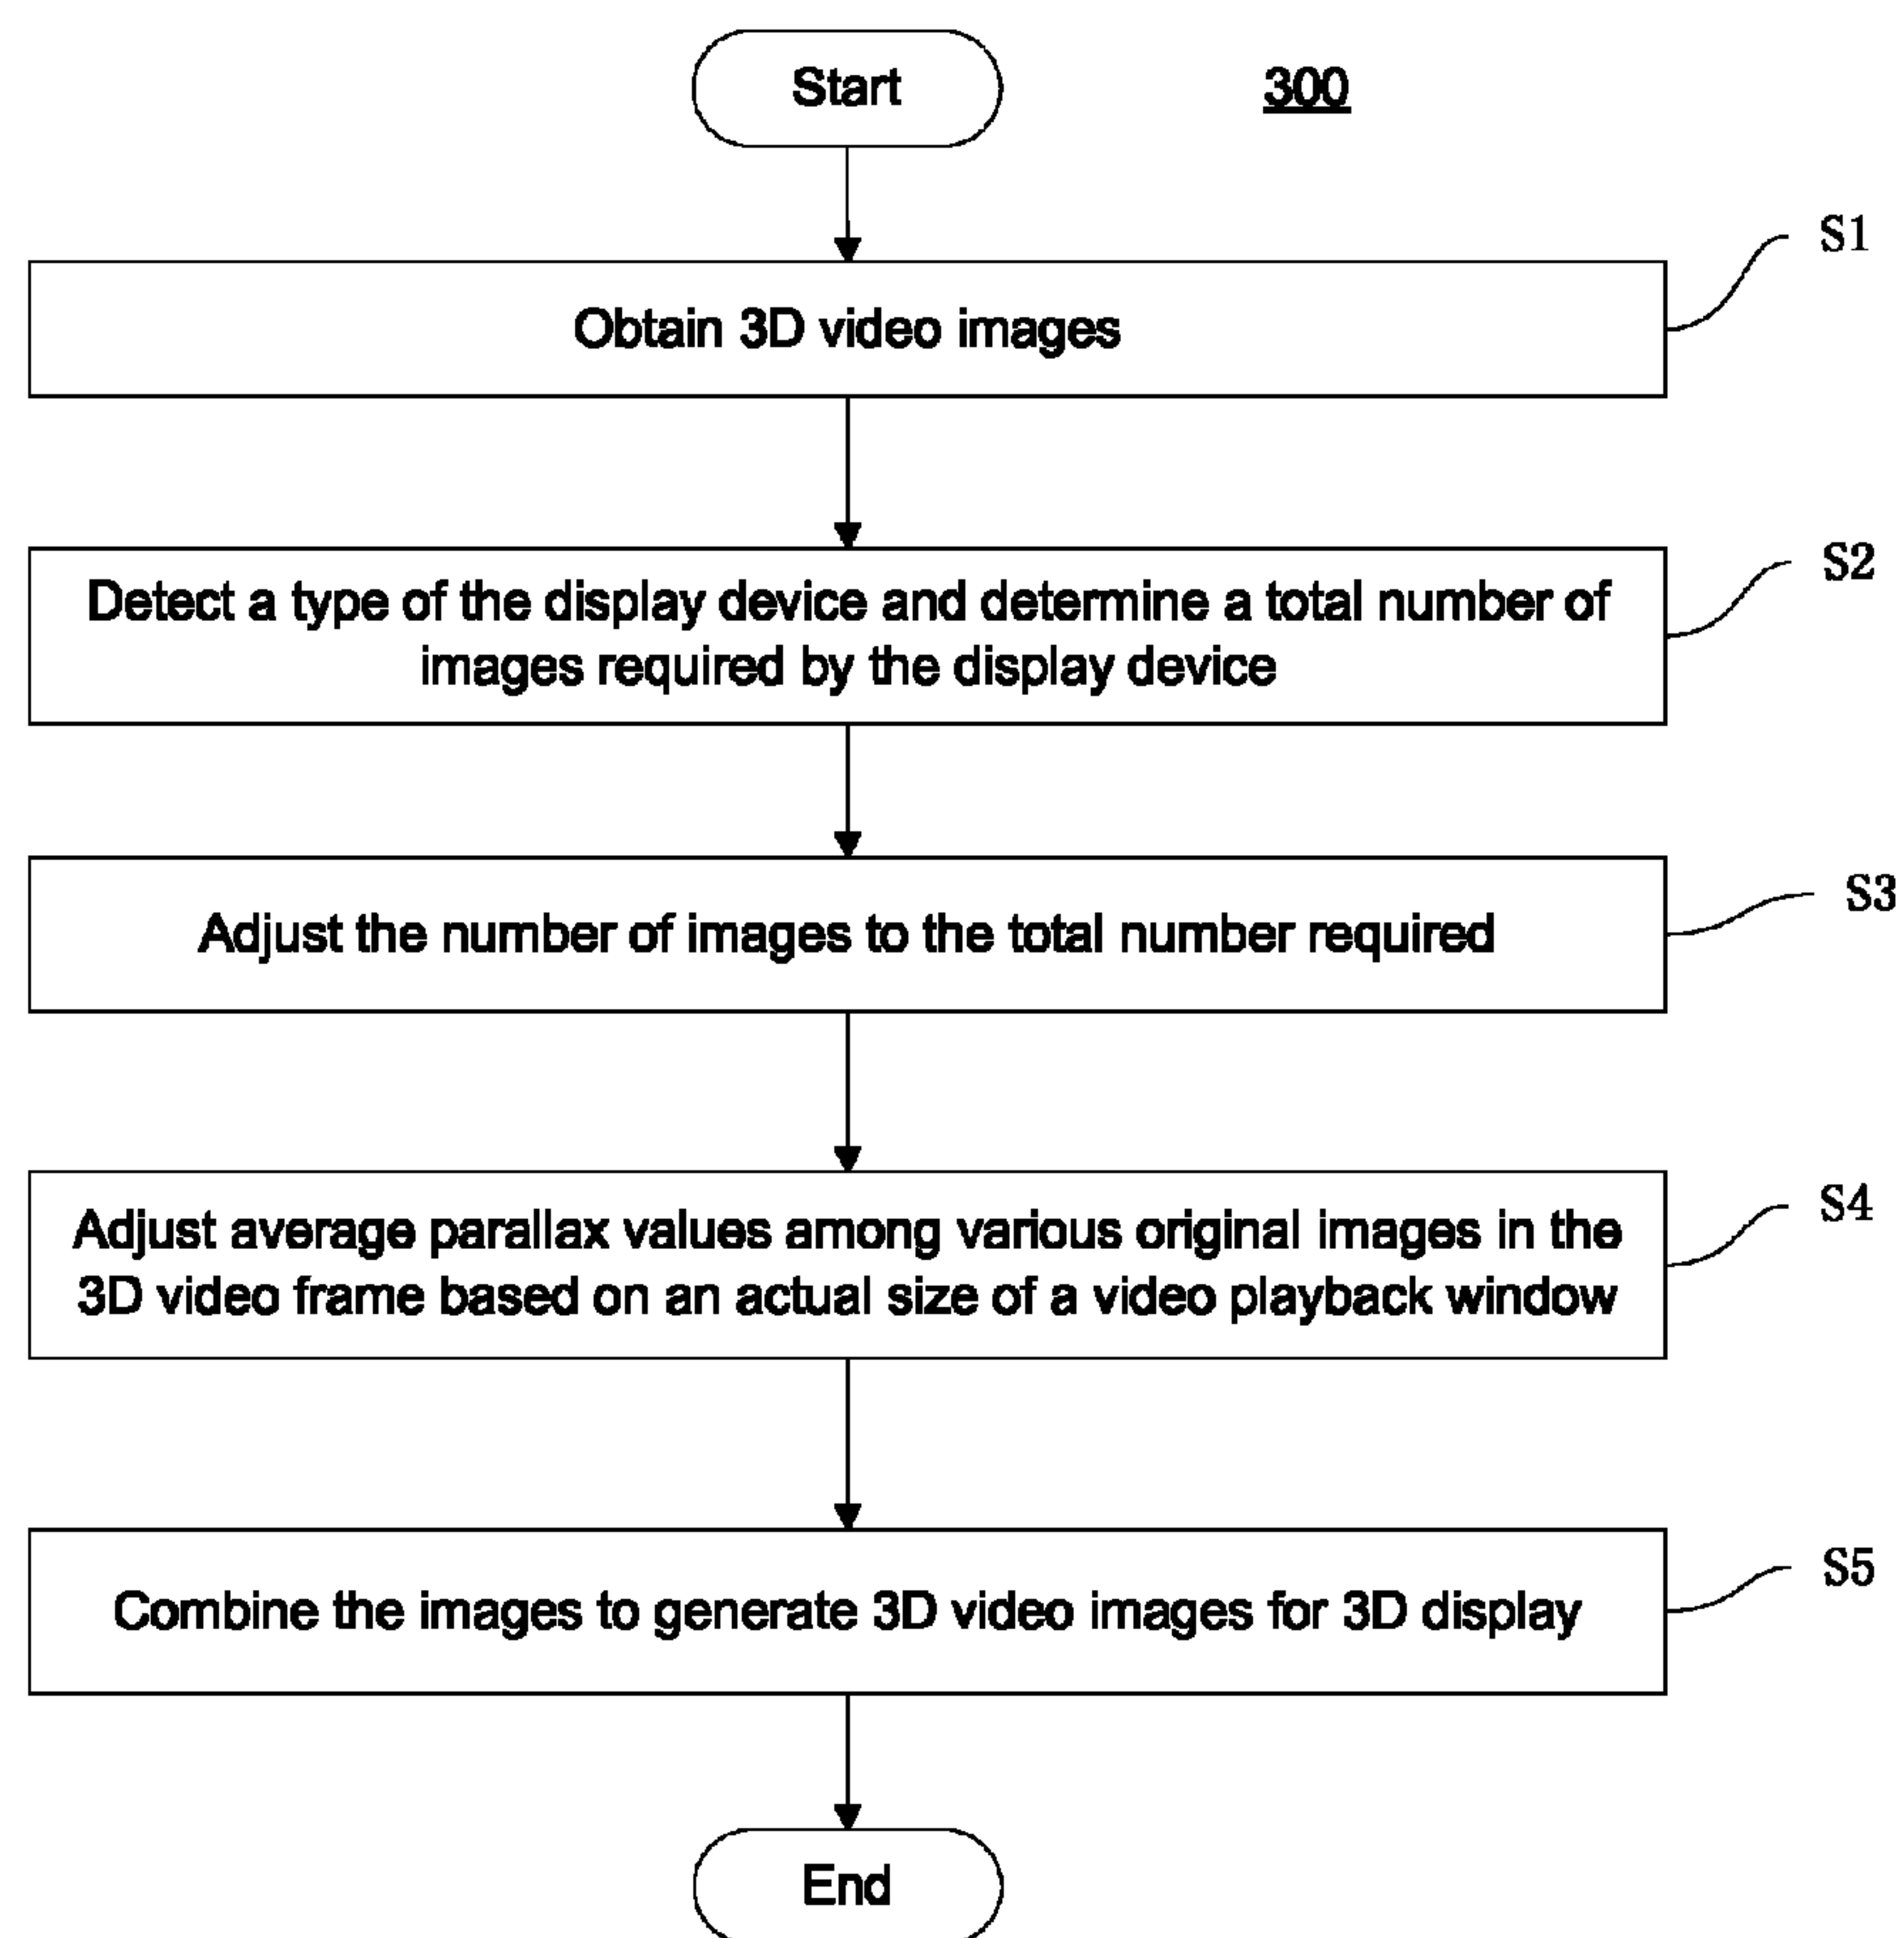 Start
300
S1
Obtain 3D video images
S2
Detect a type of the display device and determine a total number of
images required by the display device
S3
Adjust the number of images to the total number required
S4
Adjust average parallax values among various original images in the
3D video frame based on an actual size of a video playback window
S5
Combine the images to generate 3D video images for 3D display
End